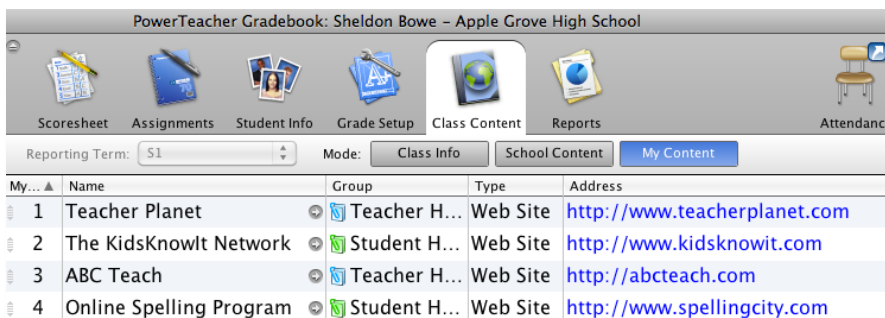 PowerTeacher Gradebook: Sheldon Bowe – Apple Grove High School
Scoresheet Assignments Student Info Grade Setup Class Content Reports Attendanc
Reporting Term: S1 Mode: Class Info School Content My Content
My... Name Group Type Address
1 Teacher Planet Teacher H... Web Site http://www.teacherplanet.com
2 The KidsKnowIt Network Student H... Web Site http://www.kidsknowit.com
3 ABC Teach Teacher H... Web Site http://abcteach.com
4 Online Spelling Program Student H... Web Site http://www.spellingcity.com